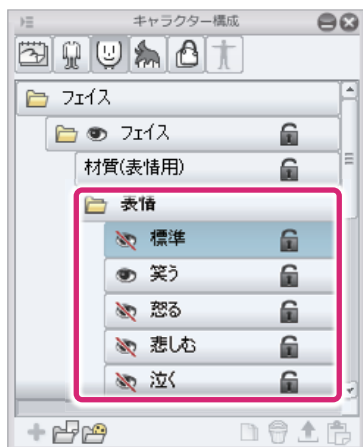 キャラクター構成
フェイス
フェイス
材質(表情用)
表情
標準
笑う
怒る
悲しむ
泣く